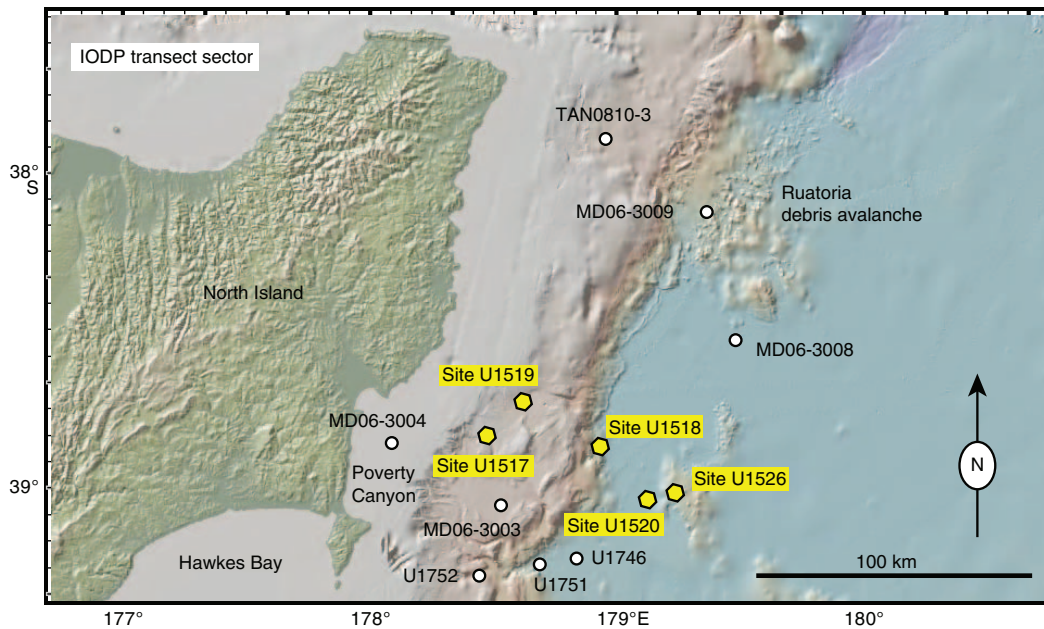 IODP transect sector
TAN0810-3
38°
S
MD06-3009
Ruatoria
debris avalanche
North Island
MD06-3008
Site U1519
MD06-3004
Site U1518
Site U1517
Poverty
Canyon
Site U1526
N
39°
MD06-3003
Site U1520
Hawkes Bay
U1752
U1746
U1751
100 km
177°
178°
179°E
180°